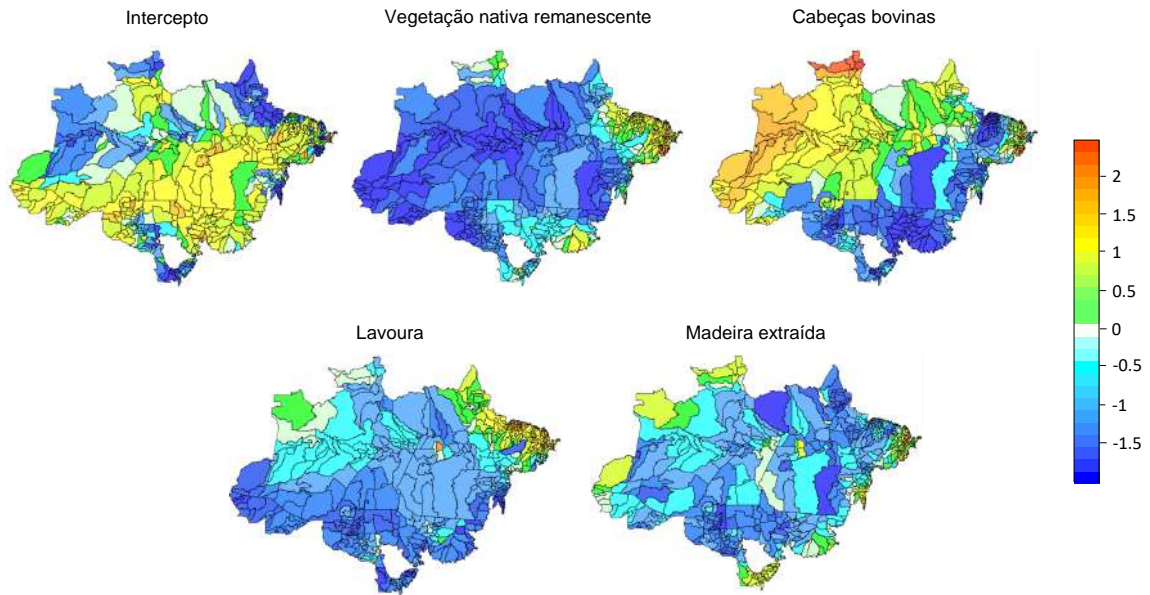 Intercepto
Vegetação nativa remanescente
Cabeças bovinas
Lavoura
Madeira extraída
2
1.5
1
0.5
0
-0.5
-1
-1.5